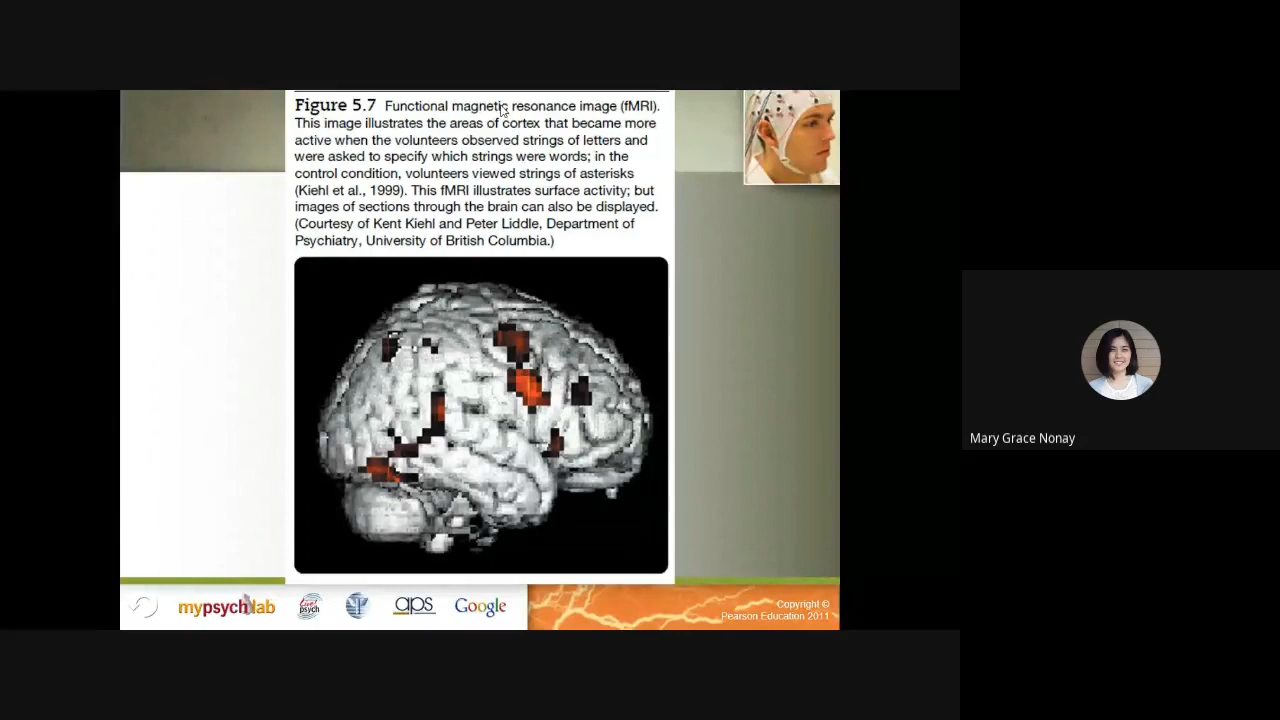 Figure 5.7 Functional magnetic resonance image (fMRI).
This image illustrates the areas of cortex that became more
active when the volunteers observed strings of letters and
were asked to specify which strings were words; in the
control condition, volunteers viewed strings of asterisks
(Kiehl et al., 1999). This fMRI illustrates surface activity; but
images of sections through the brain can also be displayed.
(Courtesy of Kent Kiehl and Peter Liddle, Department of
Psychiatry, University of British Columbia.)
Mary Grace Nonay
mypsychlab
Live!
psych
aps
Google
Copyright ©
Pearson Education 2011